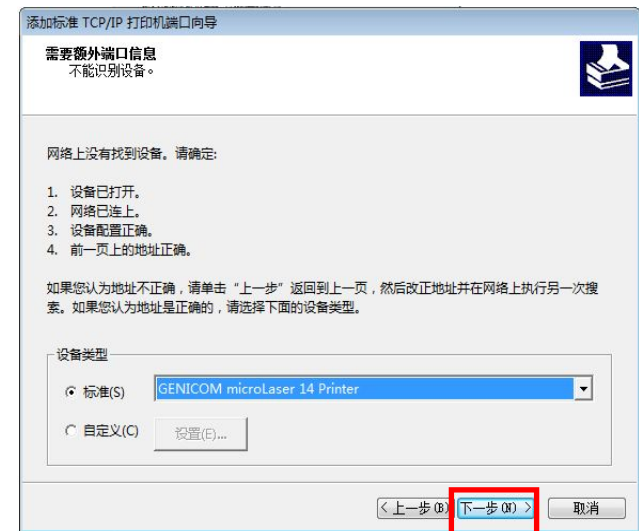 添加标准 TCP/IP 打印机端口向导
需要额外端口信息
不能识别设备。
网络上没有找到设备。请确定:
1. 设备已打开。
2. 网络已连上。
3. 设备配置正确。
4. 前一页上的地址正确。
如果您认为地址不正确，请单击“上一步”返回到上一页，然后改正地址并在网络上执行另一次搜
索。如果您认为地址是正确的，请选择下面的设备类型。
设备类型
标准(S) GENICOM microLaser 14 Printer
自定义(C) 设置(E)...
<上一步(B) 下一步(N) > 取消